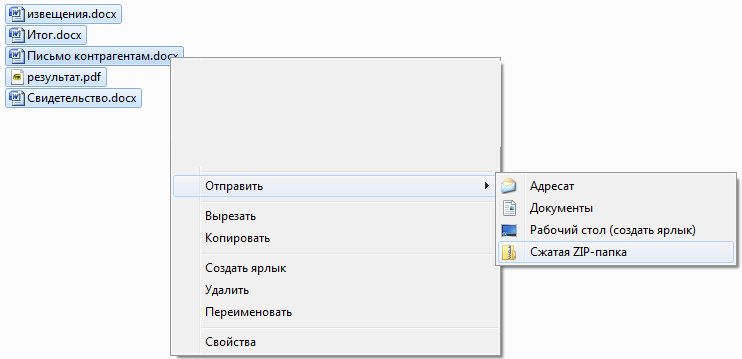 извещения.docx
Итог.docx
Письмо контрагентам.docx
результат.pdf
Свидетельство.docx
Отправить
Вырезать
Копировать
Создать ярлык
Удалить
Переименовать
Свойства
Адресат
Документы
Рабочий стол (создать ярлык)
Сжатая ZIP-папка